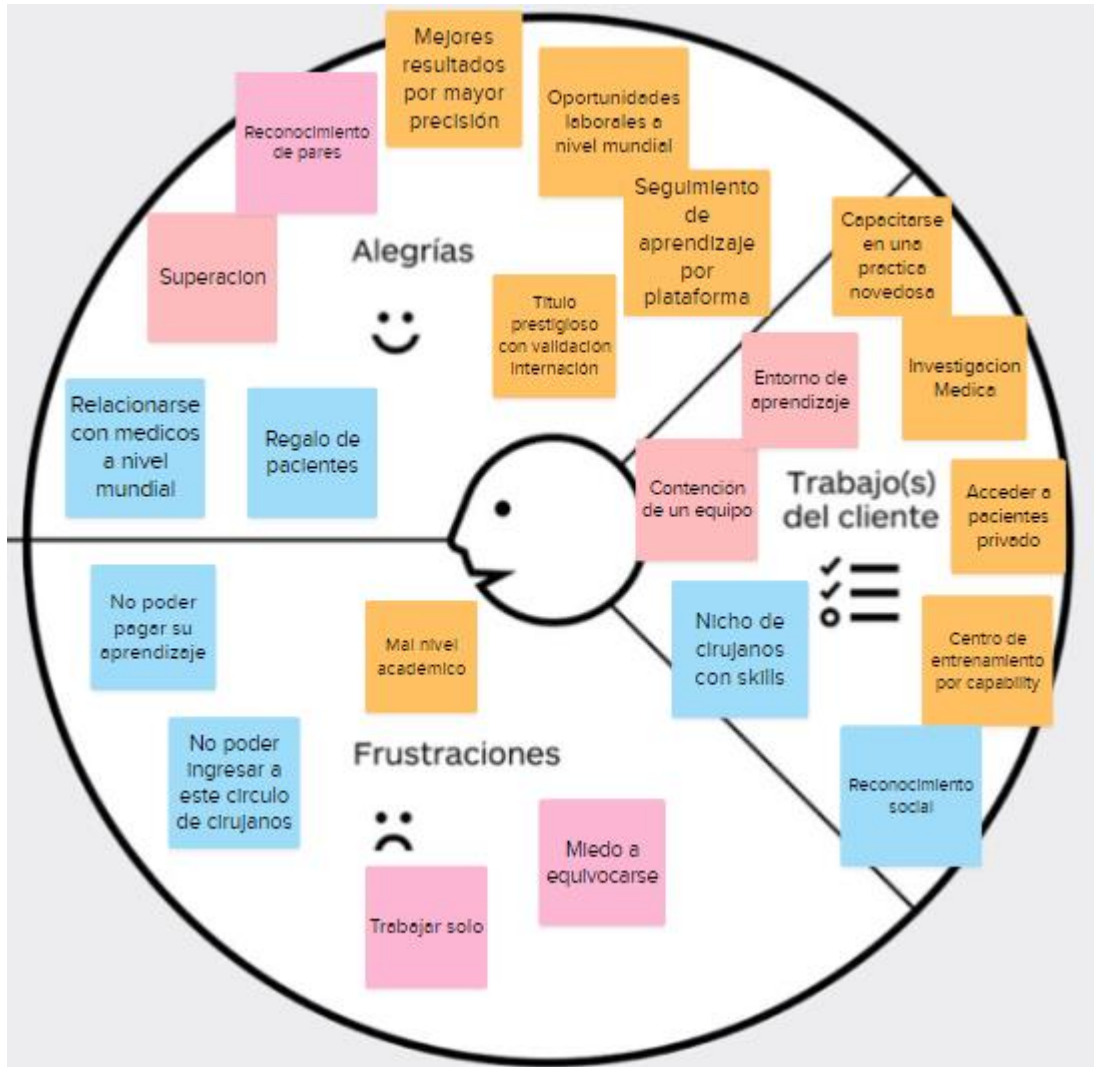 Mejores
resultados
por mayor
precisión
Oportunidades
laborales a
nivel mundial
Reconocimiento
de pares
Seguimiento
de
aprendizaje
por
plataforma
Superacion
Alegrías
Título
prestigioso
con validación
internación
Relacionarse
con medicos
a nivel
mundial
Regalo de
pacientes
Capacitarse
en una
practica
novedosa
Investigacion
Medica
Entorno de
aprendizaje
Contención
de un equipo
Trabajo(s)
del cliente
Acceder a
pacientes
privado
Nicho de
cirujanos
con skills
Centro de
entrenamiento
por capability
Reconocimiento
social
No poder
pagar su
aprendizaje
Mal nivel
académico
No poder
ingresar a
este circulo
de cirujanos
Frustraciones
Miedo a
equivocarse
Trabajar solo